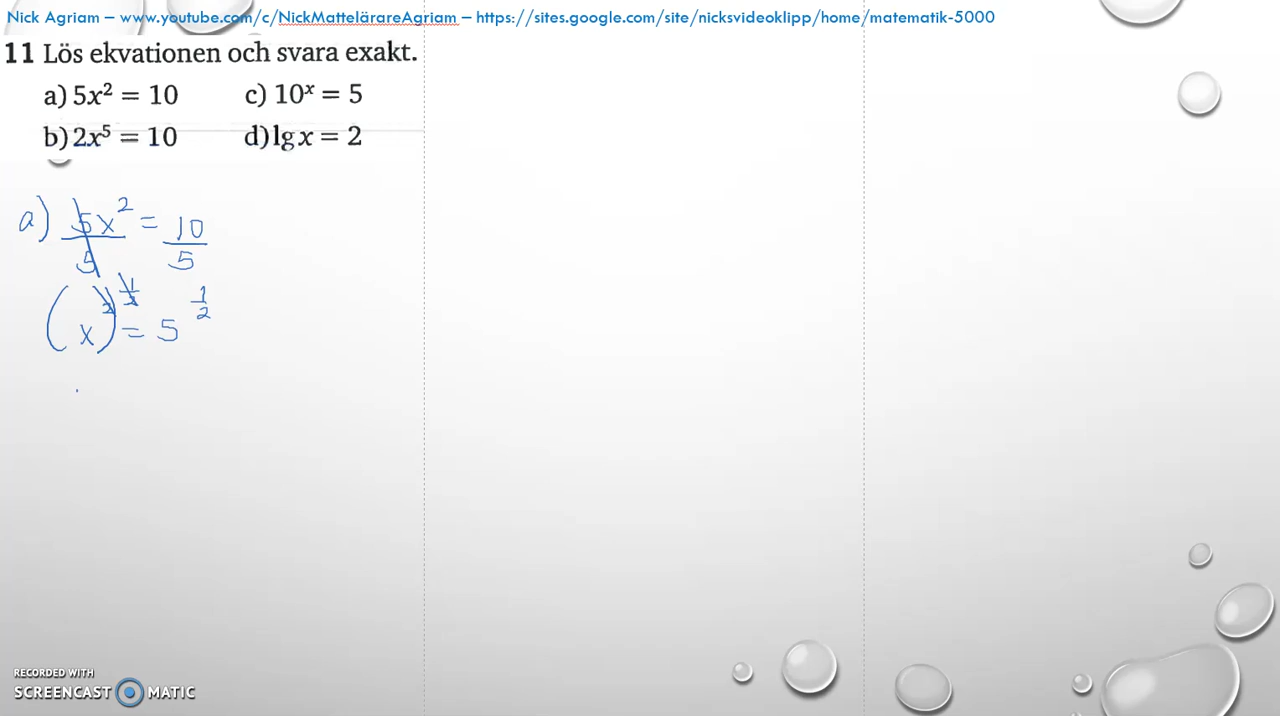 Nick Agriam – www.youtube.com/c/NickMattelärareAgriam – https://sites.google.com/site/nicksvideoklipp/home/matematik-5000
11 Lös ekvationen och svara exakt.
a) 5x² = 10 c) 10ˣ = 5
b) 2x⁵ = 10 d) lg x = 2
a) 5x² = 10
5 5
(x²)^1/2 = 5^1/2
RECORDED WITH
SCREENCAST MATIC